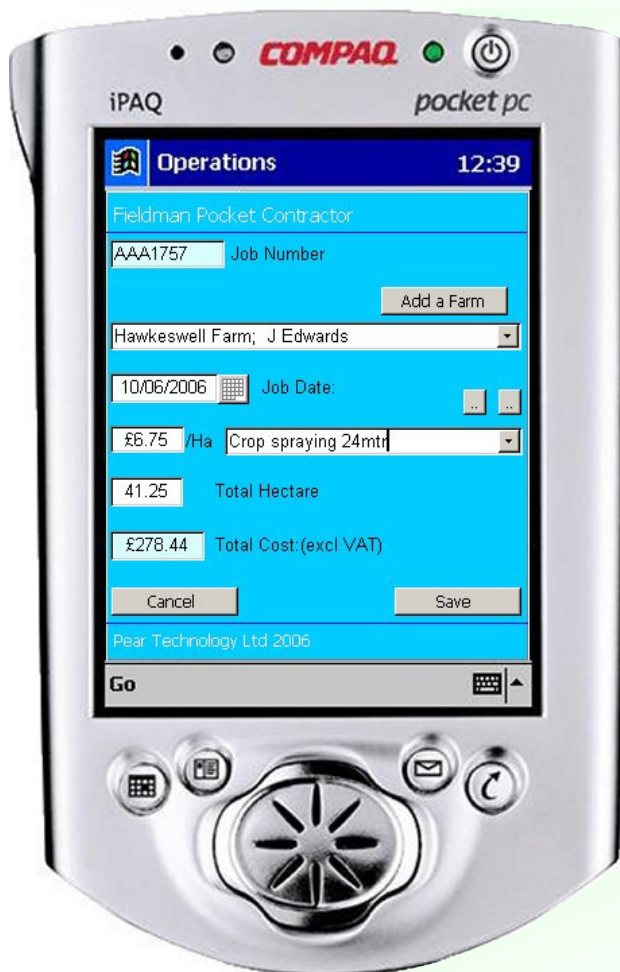 COMPAQ
iPAQ pocket pc
Operations 12:39
Fieldman Pocket Contractor
AAA1757 Job Number
Add a Farm
Hawkeswell Farm; J Edwards
10/06/2006 Job Date:
.. ..
£6.75 /Ha Crop spraying 24mtr
41.25 Total Hectare
£278.44 Total Cost:(excl VAT)
Cancel Save
Pear Technology Ltd 2006
Go